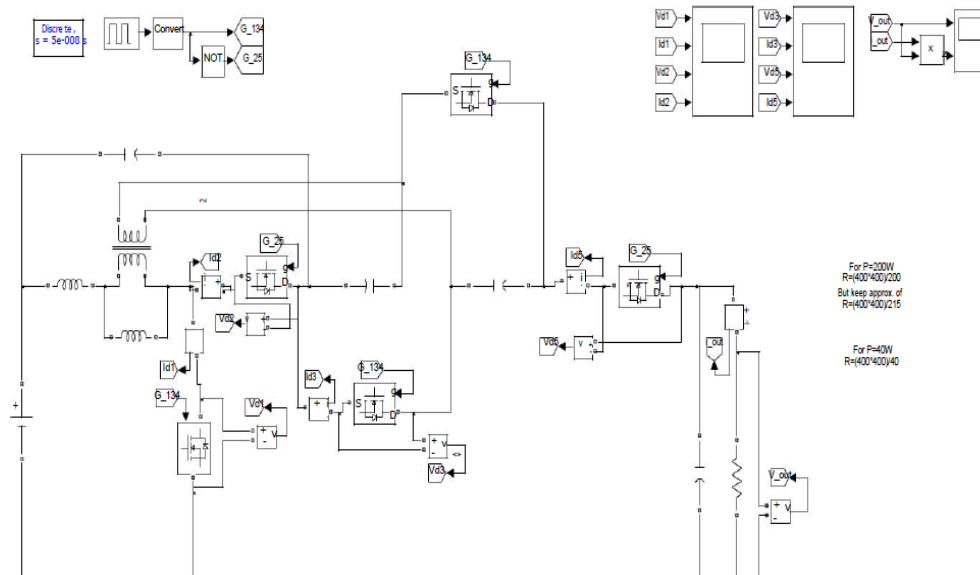 Discrete,
s = 5e-008 s
Convert
NOT
G_134
G_25
G_134
S
g
D
Vd1
Id1
Vd2
Id2
Vd3
Id3
Vd5
Id5
V_out
i_out
x
2
Id2
i
+
G_25
S
g
D
Vd2
v
+
-
Id1
G_134
Vd1
+
-
v
Id3
+
i
G_134
S
g
D
+
-
v
Vd3
Id5
+
i
G_25
S
g
D
Vd5
v
+
-
+
i_out
V_out
+
-
v
+
For P=200W
R=(400*400)/200
But keep approx. of
R=(400*400)/215
For P=40W
R=(400*400)/40